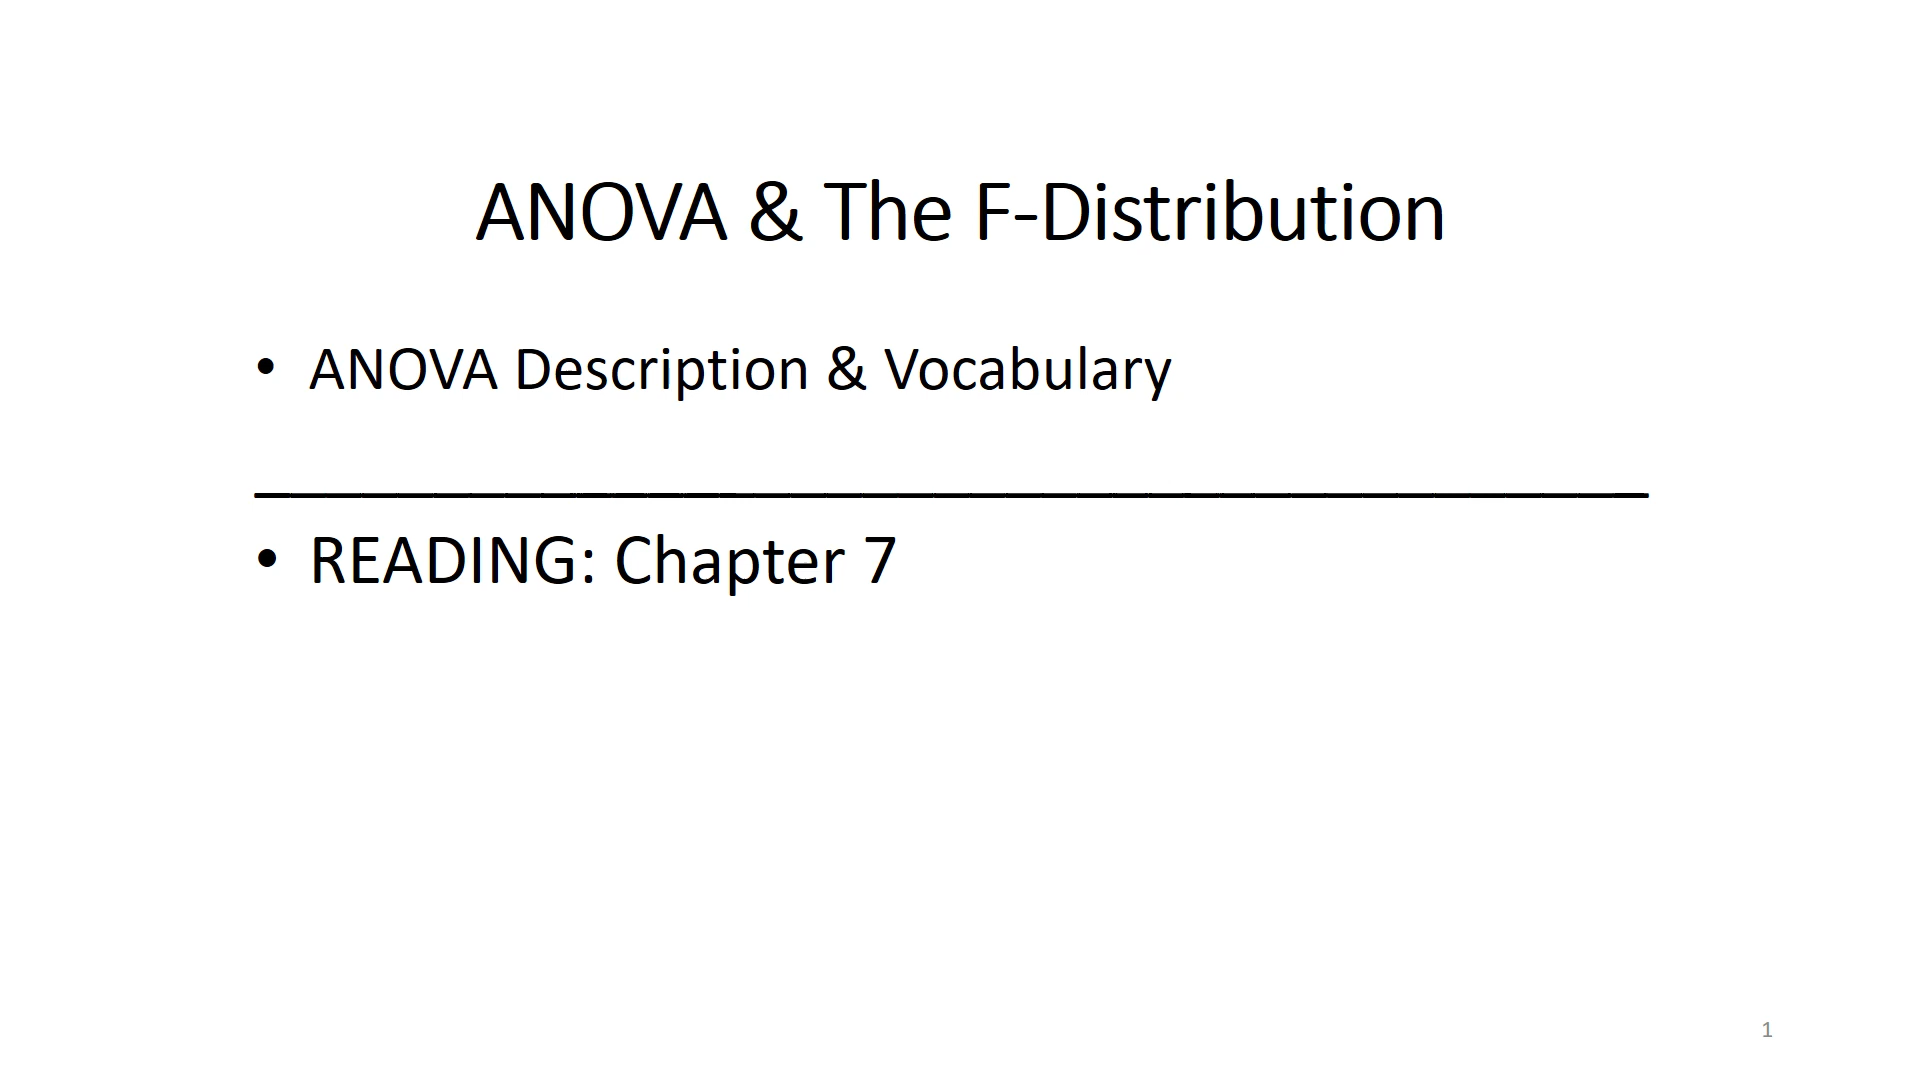 ANOVA & The F-Distribution
• ANOVA Description & Vocabulary
• READING: Chapter 7
1